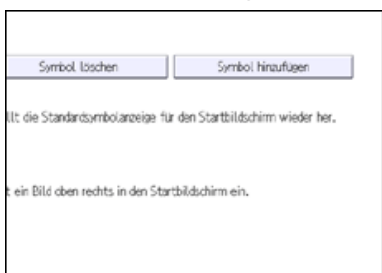 Symbol löschen
Symbol hinzufügen
llt die Standardsymbolanzeige für den Startbildschirm wieder her.
t ein Bild oben rechts in den Startbildschirm ein.